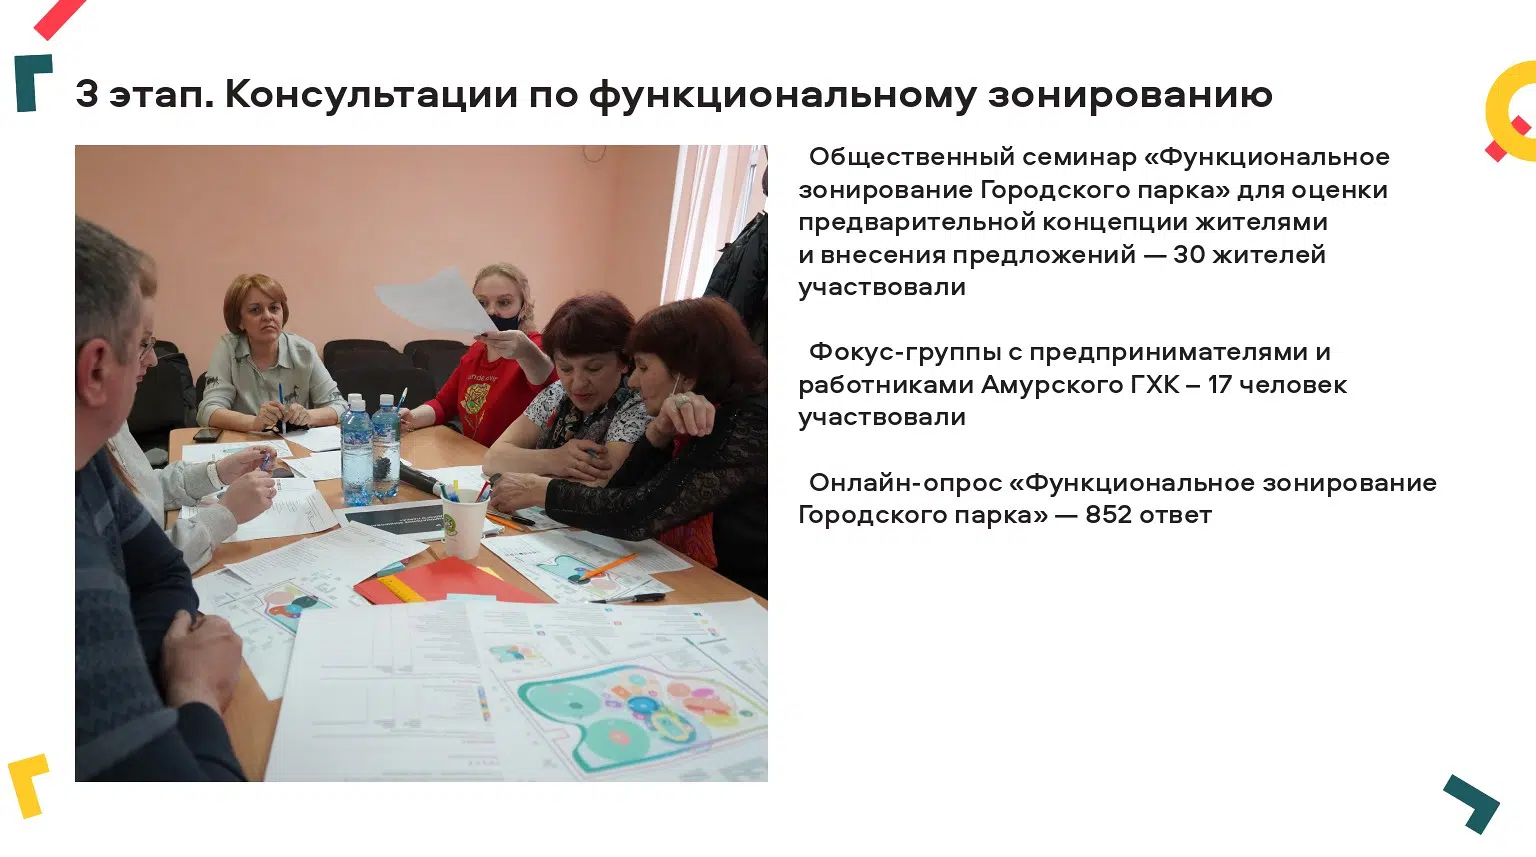 3 этап. Консультации по функциональному зонированию
Общественный семинар «Функциональное
зонирование Городского парка» для оценки
предварительной концепции жителями
и внесения предложений — 30 жителей
участвовали
Фокус-группы с предпринимателями и
работниками Амурского ГХК – 17 человек
участвовали
Онлайн-опрос «Функциональное зонирование
Городского парка» — 852 ответ